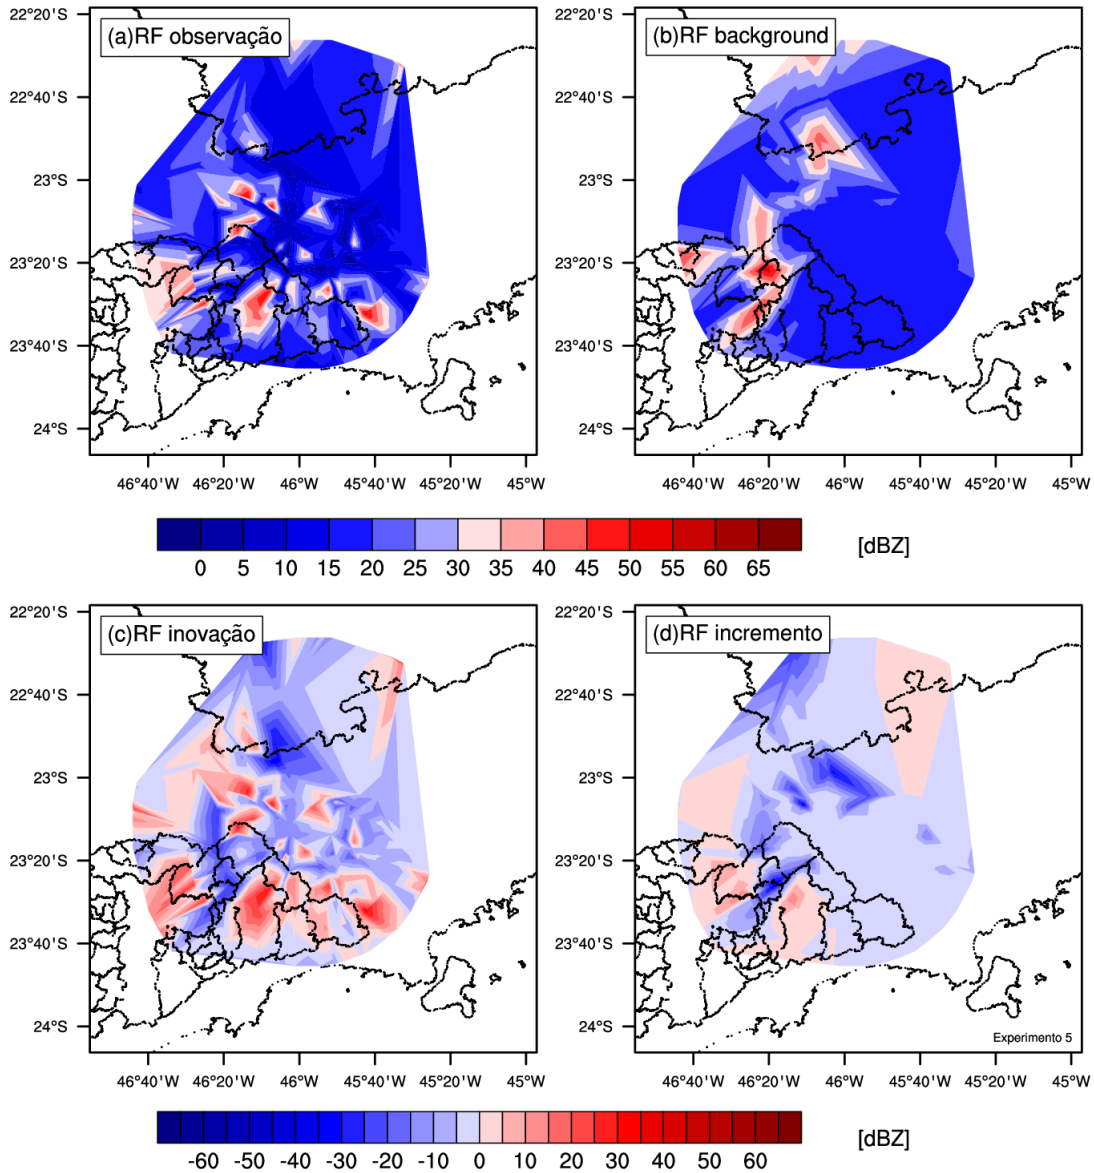 (a)RF observação
(b)RF background
22°20'S
22°20'S
22°40'S
22°40'S
23°S
23°S
23°20'S
23°20'S
23°40'S
23°40'S
24°S
24°S
46°40'W 46°20'W 46°W 45°40'W 45°20'W 45°W
46°40'W 46°20'W 46°W 45°40'W 45°20'W 45°W
0 5 10 15 20 25 30 35 40 45 50 55 60 65
[dBZ]
(c)RF inovação
(d)RF incremento
22°20'S
22°20'S
22°40'S
22°40'S
23°S
23°S
23°20'S
23°20'S
23°40'S
23°40'S
24°S
24°S
Experimento 5
46°40'W 46°20'W 46°W 45°40'W 45°20'W 45°W
46°40'W 46°20'W 46°W 45°40'W 45°20'W 45°W
-60 -50 -40 -30 -20 -10 0 10 20 30 40 50 60
[dBZ]